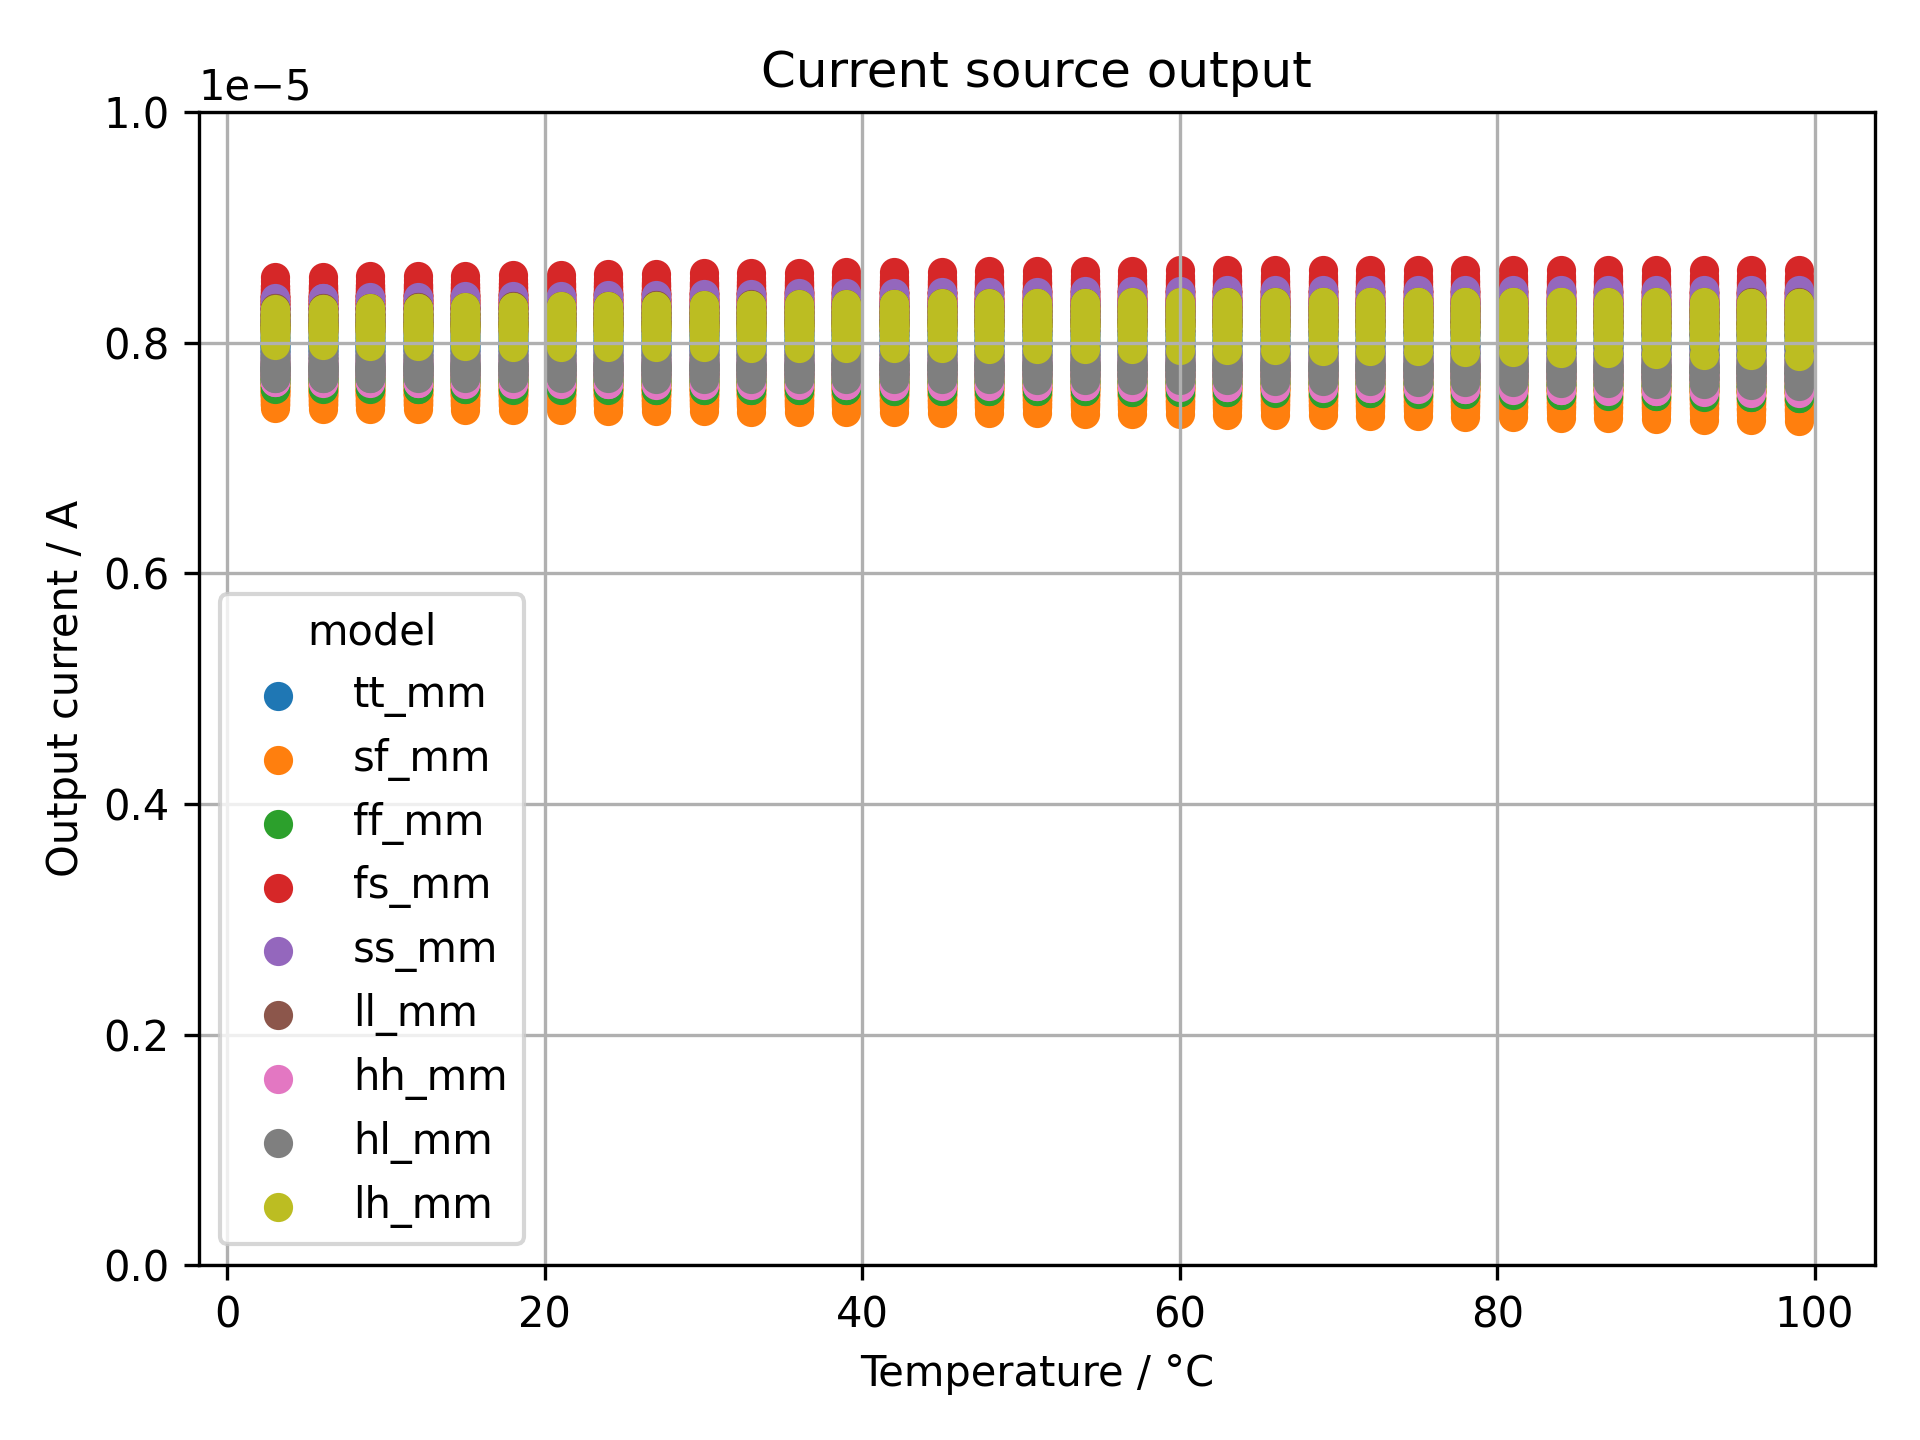 Current source output
1e−5
1.0
0.8
0.6
0.4
0.2
0.0
Output current / A
model
tt_mm
sf_mm
ff_mm
fs_mm
ss_mm
ll_mm
hh_mm
hl_mm
lh_mm
0 20 40 60 80 100
Temperature / °C